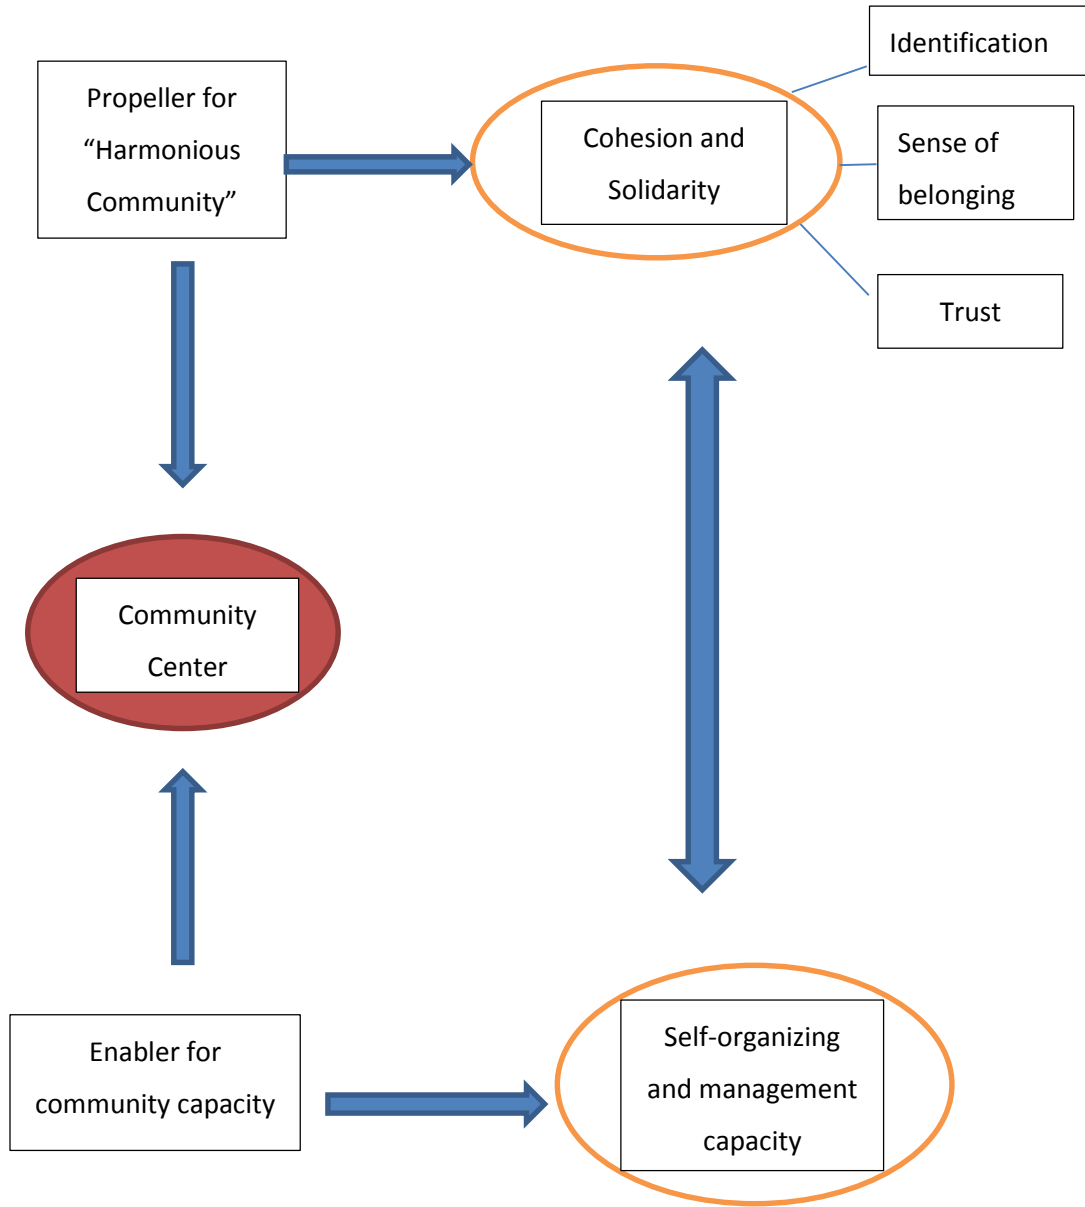 Propeller for
“Harmonious
Community”
Cohesion and
Solidarity
Identification
Sense of
belonging
Trust
Community
Center
Enabler for
community capacity
Self-organizing
and management
capacity